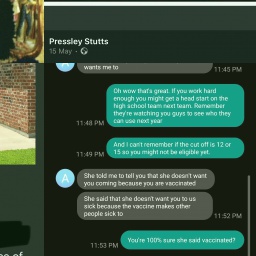 Pressley Stutts
15 May ·
wants me to
11:45 PM
Oh wow that's great. If you work hard
enough you might get a head start on the
high school team next team. Remember
they're watching you guys to see who they
can use next year
11:48 PM
And I can't remember if the cut off is 12 or
15 so you might not be eligible yet.
11:49 PM
A
She told me to tell you that she doesn't want
you coming because you are vaccinated
She said that she doesn't want you to us
sick because the vaccine makes other
people sick to
11:52 PM
You're 100% sure she said vaccinated?
11:53 PM